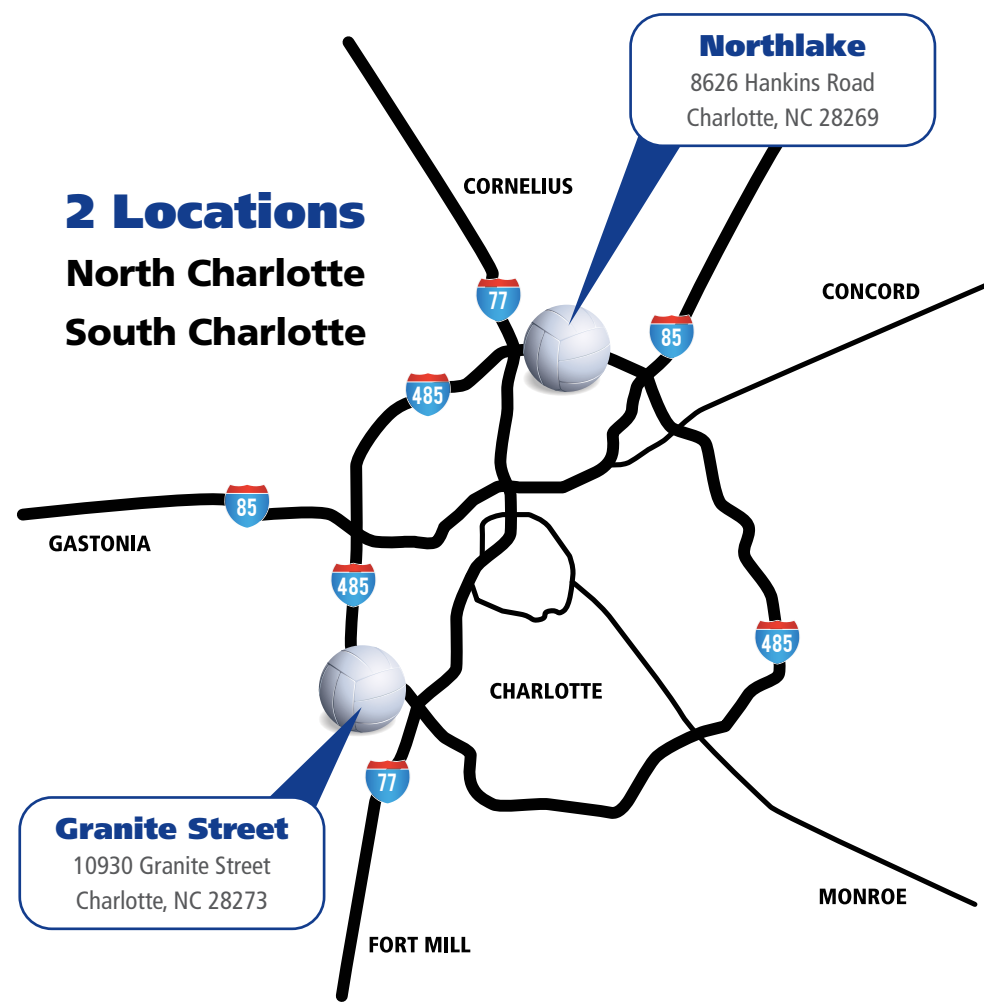 Northlake
8626 Hankins Road
Charlotte, NC 28269
2 Locations
North Charlotte
South Charlotte
CORNELIUS
77
CONCORD
85
485
85
GASTONIA
485
485
CHARLOTTE
77
Granite Street
10930 Granite Street
Charlotte, NC 28273
MONROE
FORT MILL